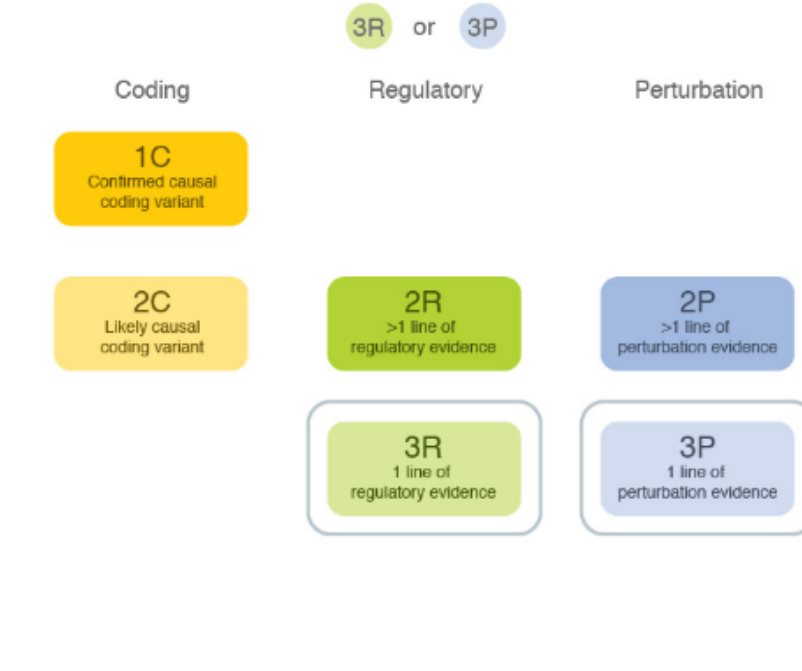 3R or 3P
Coding Regulatory Perturbation
1C
Confirmed causal
coding variant
2C
Likely causal
coding variant
2R
>1 line of
regulatory evidence
2P
>1 line of
perturbation evidence
3R
1 line of
regulatory evidence
3P
1 line of
perturbation evidence